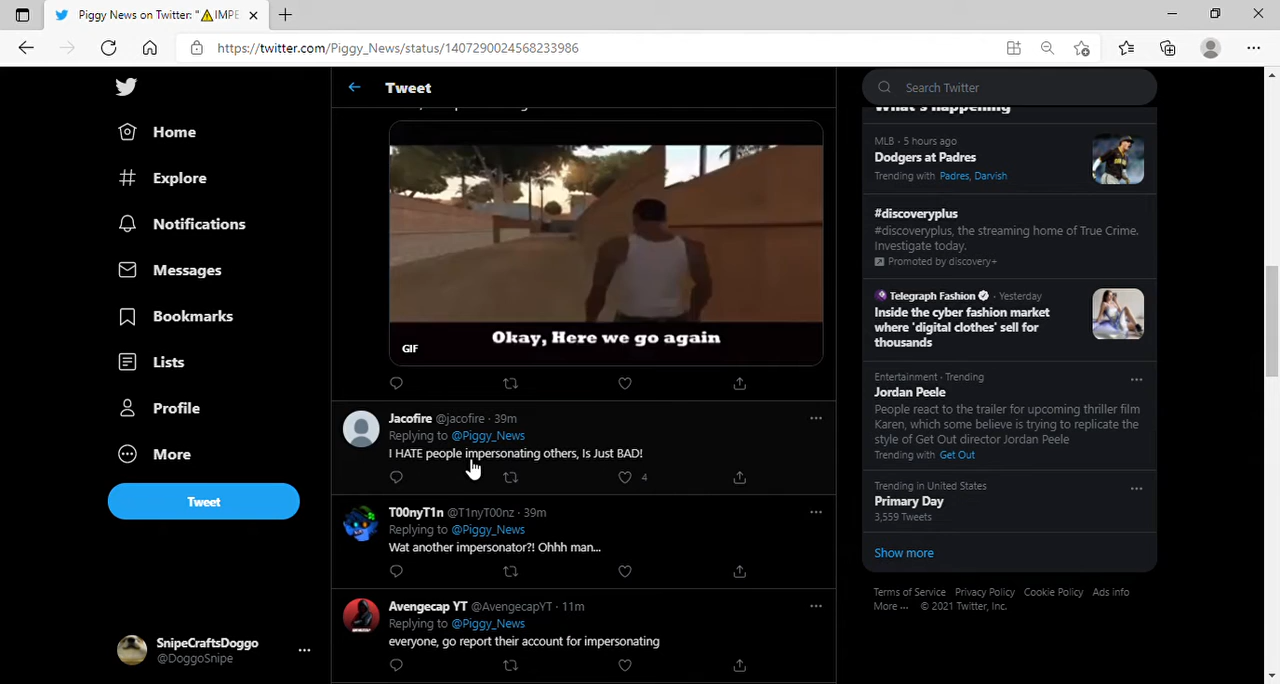 Piggy News on Twitter: "⚠IMPE
https://twitter.com/Piggy_News/status/1407290024568233986
Home
Explore
Notifications
Messages
Bookmarks
Lists
Profile
More
Tweet
SnipeCraftsDoggo
@DoggoSnipe
Tweet
Okay, Here we go again
GIF
Jacofire @jacofire · 39m
Replying to @Piggy_News
I HATE people impersonating others, Is Just BAD!
4
T00nyT1n @T1nyT00nz · 39m
Replying to @Piggy_News
Wat another impersonator?! Ohhh man...
Avengecap YT @AvengecapYT · 11m
Replying to @Piggy_News
everyone, go report their account for impersonating
Search Twitter
What's happening
MLB · 5 hours ago
Dodgers at Padres
Trending with Padres, Darvish
#discoveryplus
#discoveryplus, the streaming home of True Crime.
Investigate today.
Promoted by discovery+
Telegraph Fashion · Yesterday
Inside the cyber fashion market
where 'digital clothes' sell for
thousands
Entertainment · Trending
Jordan Peele
People react to the trailer for upcoming thriller film
Karen, which some believe is trying to replicate the
style of Get Out director Jordan Peele
Trending with Get Out
Trending in United States
Primary Day
3,559 Tweets
Show more
Terms of Service Privacy Policy Cookie Policy Ads info
More ··· © 2021 Twitter, Inc.